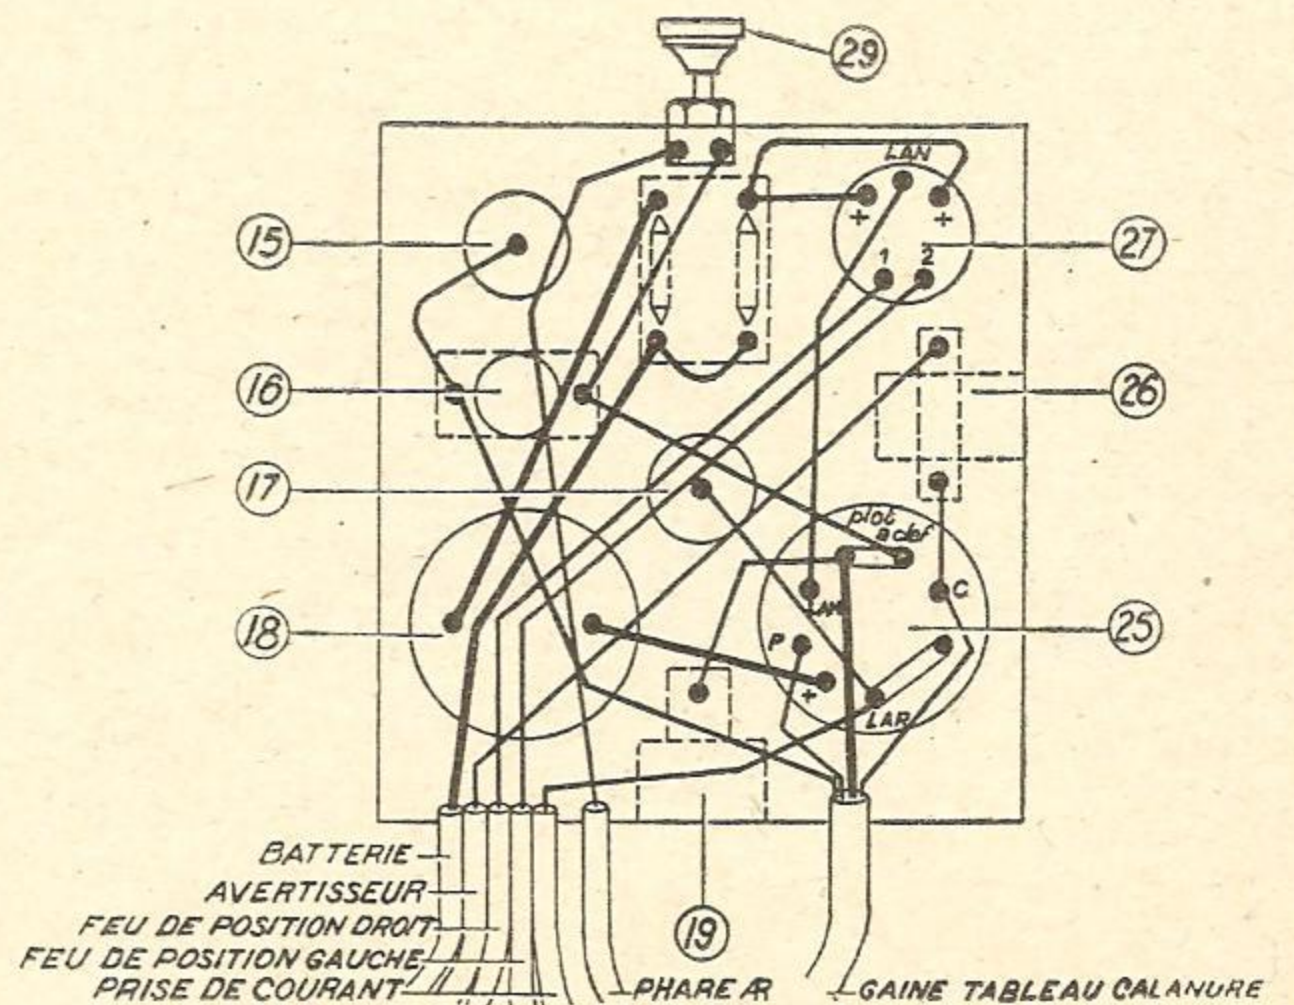 29
LAN
15
+
+
27
1
2
16
26
17
plot
a clef
LAN
C
18
25
P
+
LAR
BATTERIE
AVERTISSEUR
FEU DE POSITION DROIT
19
FEU DE POSITION GAUCHE
PRISE DE COURANT
PHARE AR
GAINE TABLEAU CALANDRE